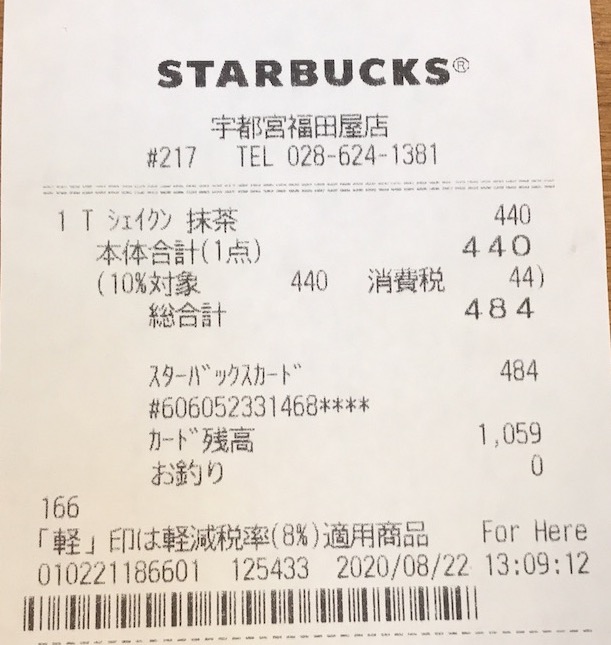 STARBUCKS®
宇都宮福田屋店
#217 TEL 028-624-1381
1 T ｼｪｲｸﾝ 抹茶 440
本体合計(1点) 440
(10%対象 440 消費税 44)
総合計 484
ｽﾀｰﾊﾞｯｸｽｶｰﾄﾞ 484
#606052331468****
ｶｰﾄﾞ残高 1,059
お釣り 0
166
「軽」印は軽減税率(8%)適用商品 For Here
010221186601 125433 2020/08/22 13:09:12